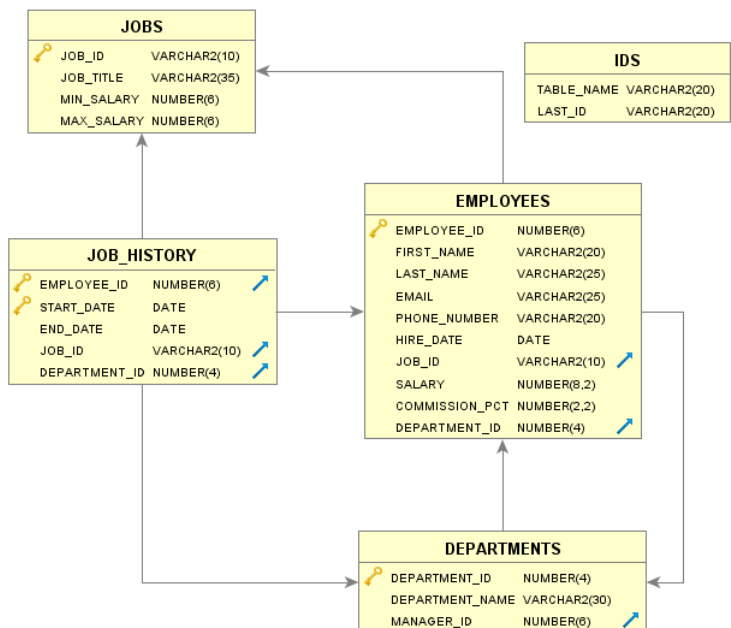 JOBS
JOB_ID VARCHAR2(10)
JOB_TITLE VARCHAR2(35)
MIN_SALARY NUMBER(6)
MAX_SALARY NUMBER(6)
IDS
TABLE_NAME VARCHAR2(20)
LAST_ID VARCHAR2(20)
EMPLOYEES
EMPLOYEE_ID NUMBER(6)
FIRST_NAME VARCHAR2(20)
LAST_NAME VARCHAR2(25)
EMAIL VARCHAR2(25)
PHONE_NUMBER VARCHAR2(20)
HIRE_DATE DATE
JOB_ID VARCHAR2(10)
SALARY NUMBER(8,2)
COMMISSION_PCT NUMBER(2,2)
DEPARTMENT_ID NUMBER(4)
JOB_HISTORY
EMPLOYEE_ID NUMBER(6)
START_DATE DATE
END_DATE DATE
JOB_ID VARCHAR2(10)
DEPARTMENT_ID NUMBER(4)
DEPARTMENTS
DEPARTMENT_ID NUMBER(4)
DEPARTMENT_NAME VARCHAR2(30)
MANAGER_ID NUMBER(6)